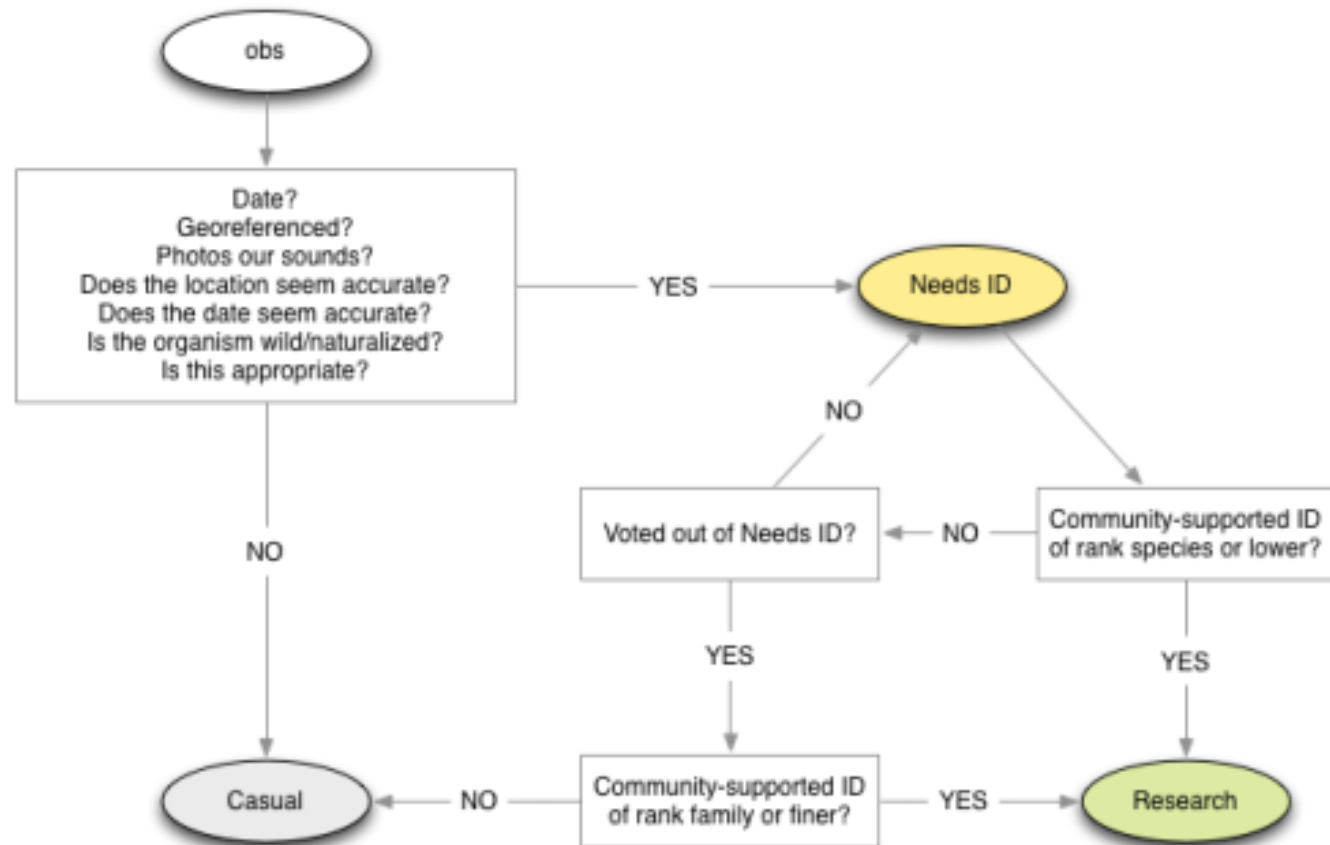 obs
Date?
Georeferenced?
Photos our sounds?
Does the location seem accurate?
Does the date seem accurate?
Is the organism wild/naturalized?
Is this appropriate?
YES
Needs ID
NO
Voted out of Needs ID?
NO
Community-supported ID
of rank species or lower?
NO
YES
YES
Casual
NO
Community-supported ID
of rank family or finer?
YES
Research